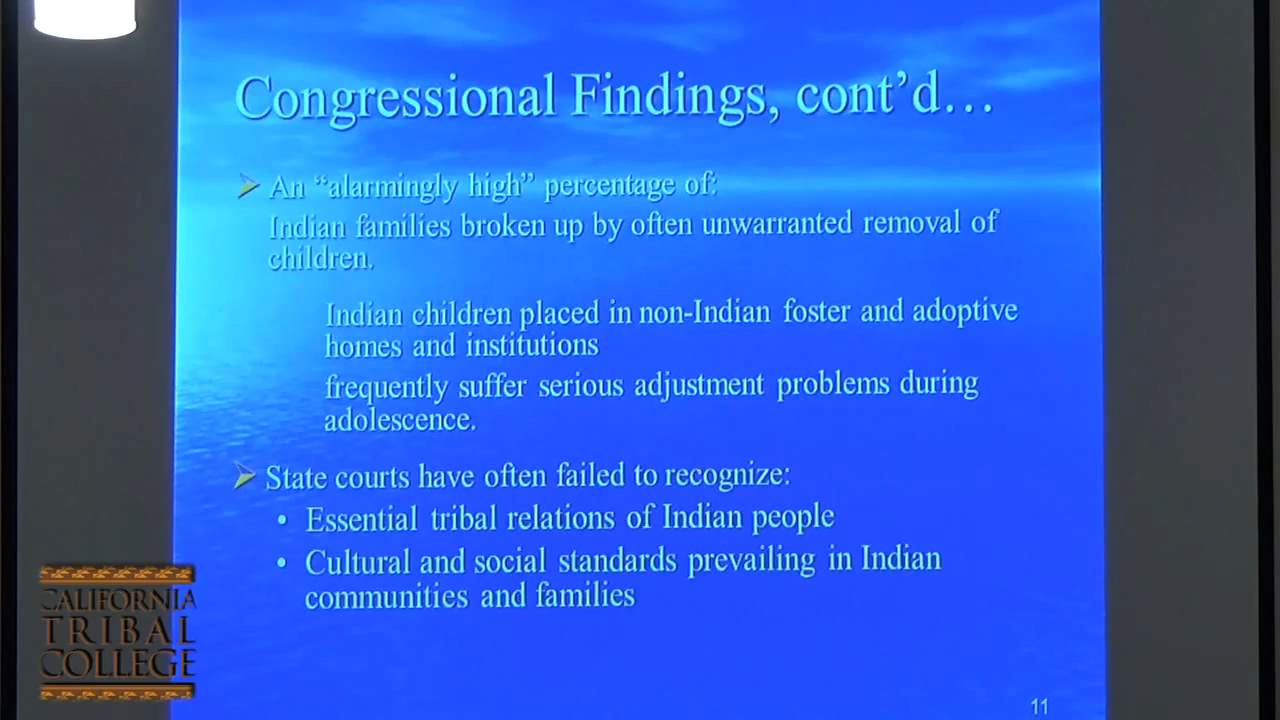 Congressional Findings, cont’d…
➢ An “alarmingly high” percentage of:
Indian families broken up by often unwarranted removal of
children.
Indian children placed in non-Indian foster and adoptive
homes and institutions
frequently suffer serious adjustment problems during
adolescence.
➢ State courts have often failed to recognize:
• Essential tribal relations of Indian people
• Cultural and social standards prevailing in Indian
communities and families
CALIFORNIA
TRIBAL
COLLEGE
11